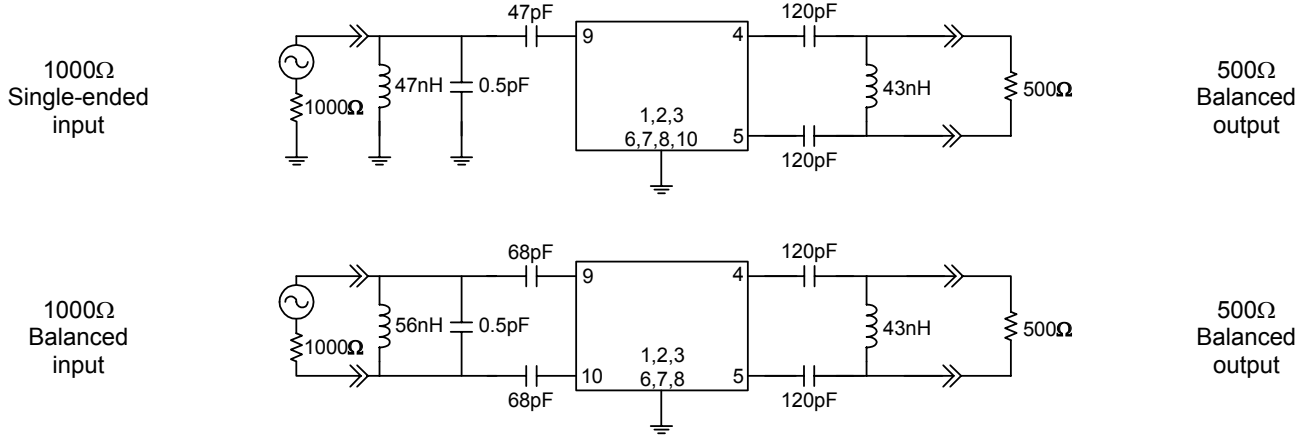 47pF
120pF
9
4
1000Ω
Single-ended
input
47nH
0.5pF
1000Ω
43nH
500Ω
500Ω
Balanced
output
1,2,3
6,7,8,10
5
120pF
68pF
120pF
9
4
1000Ω
Balanced
input
56nH
0.5pF
1000Ω
43nH
500Ω
500Ω
Balanced
output
1,2,3
6,7,8
10
5
68pF
120pF